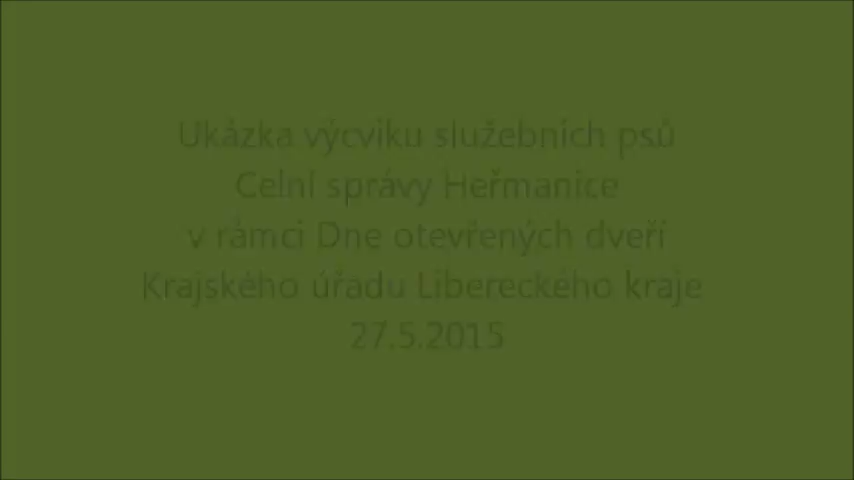 Ukázka výcviku služebních psů
Celní správy Heřmanice
v rámci Dne otevřených dveří
Krajského úřadu Libereckého kraje
27.5.2015